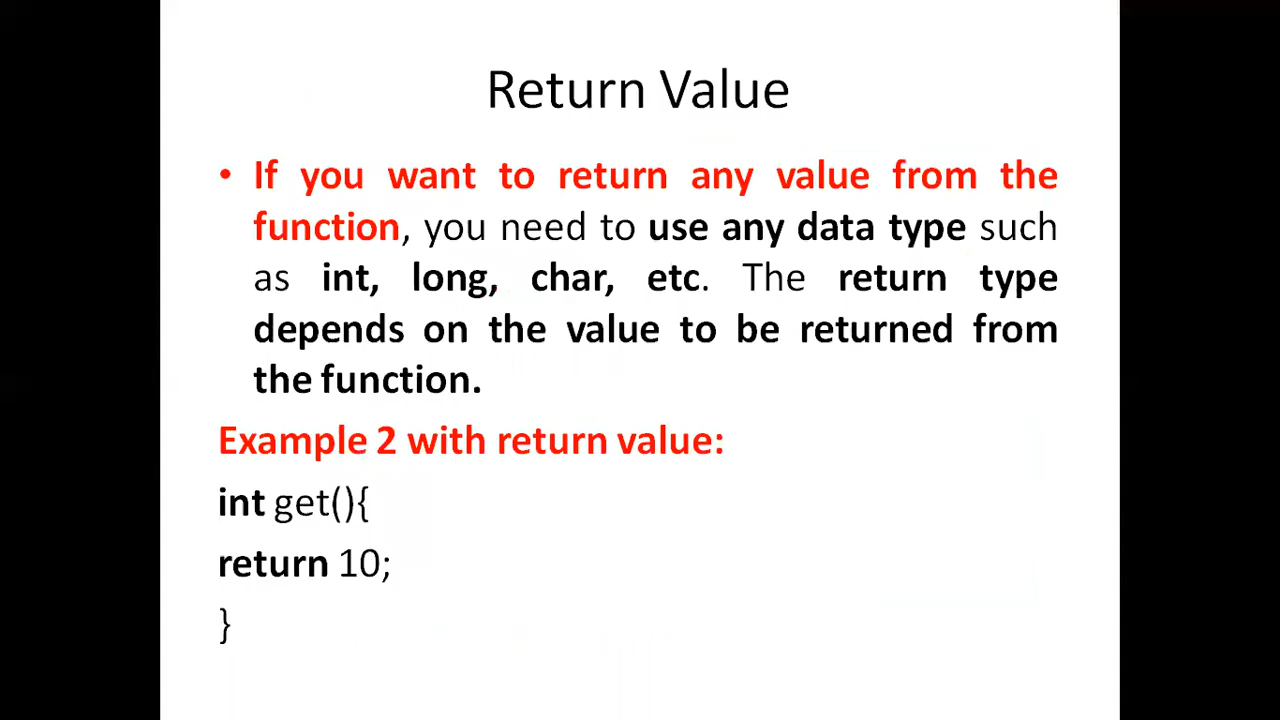 Return Value
• If you want to return any value from the
function, you need to use any data type such
as int, long, char, etc. The return type
depends on the value to be returned from
the function.
Example 2 with return value:
int get(){
return 10;
}